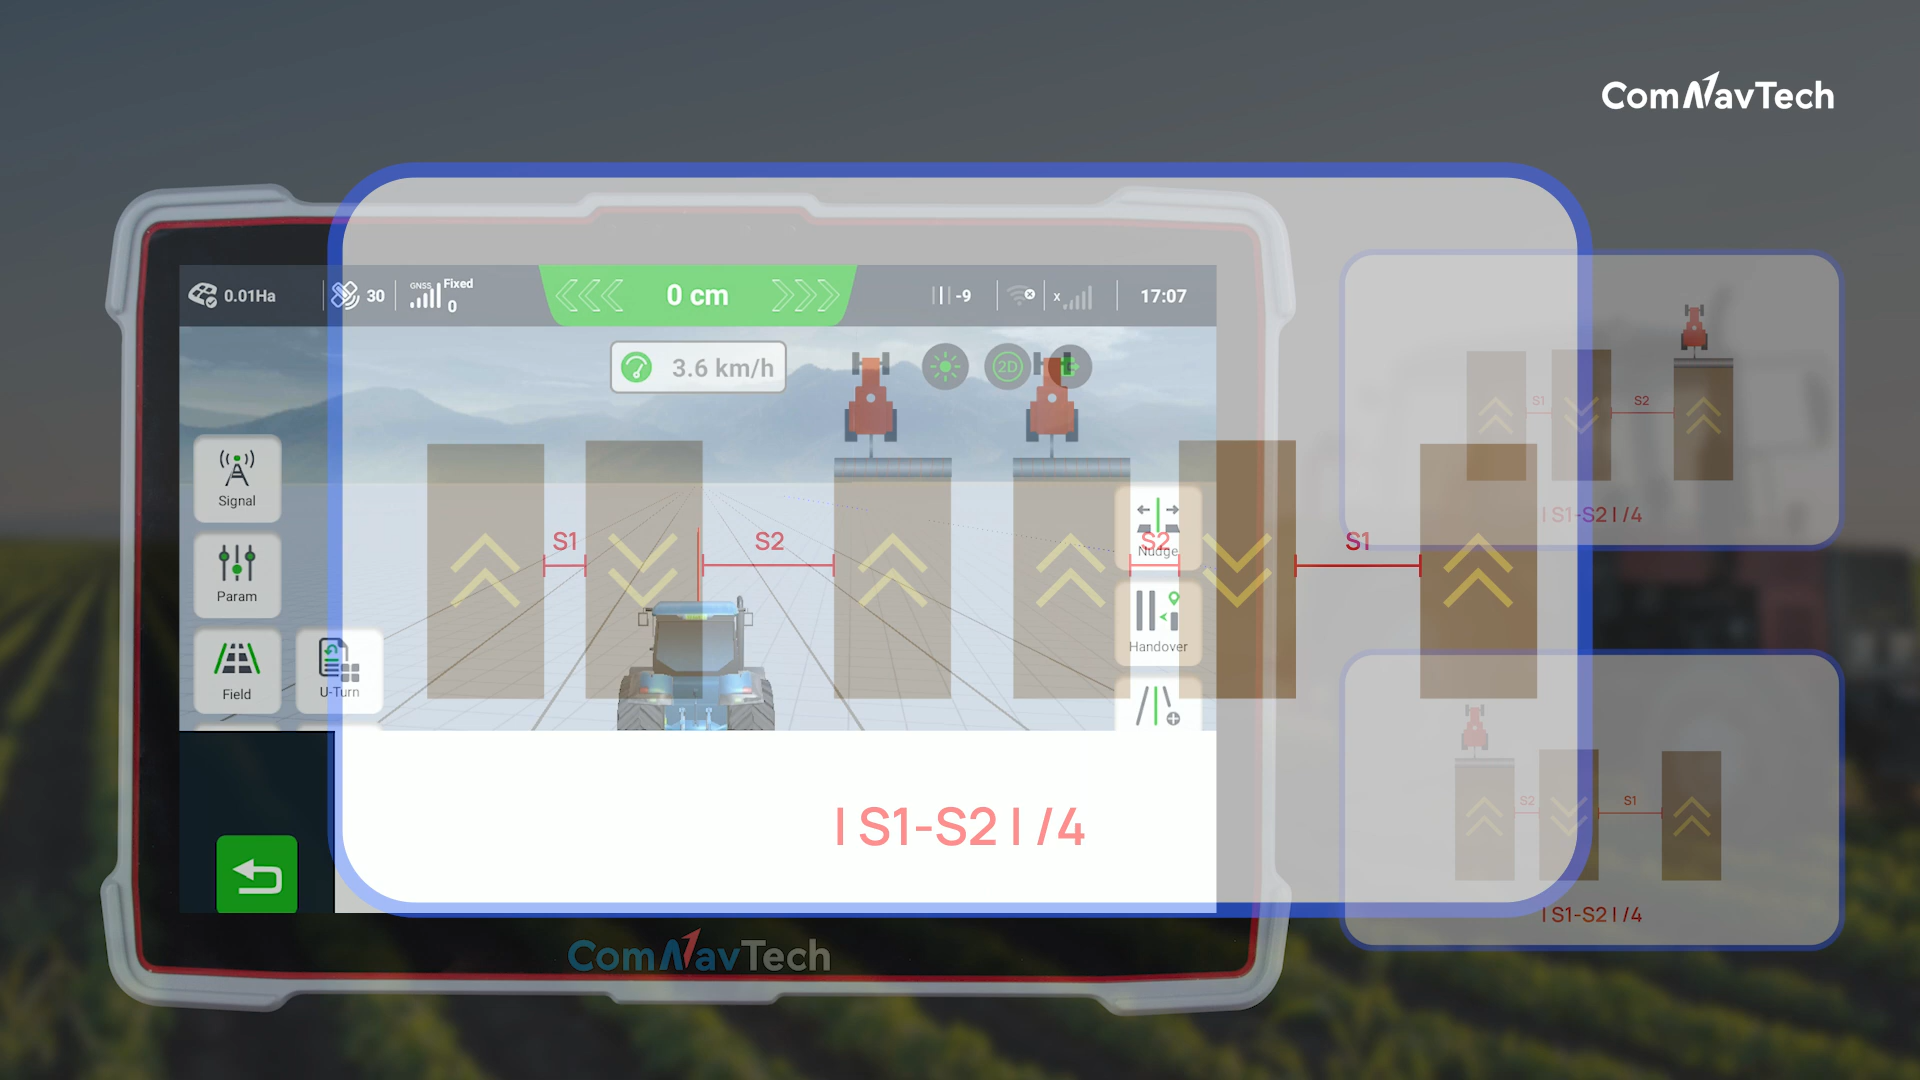 ComNavTech
0.01Ha
30
GNSS
Fixed
0
0 cm
-9
x
17:07
3.6 km/h
2D
Signal
Param
Field
U-Turn
Nudge
Handover
S1
S2
S2
S1
| S1-S2 | /4
S1
S2
| S1-S2 | /4
S2
S1
| S1-S2 | /4
ComNavTech